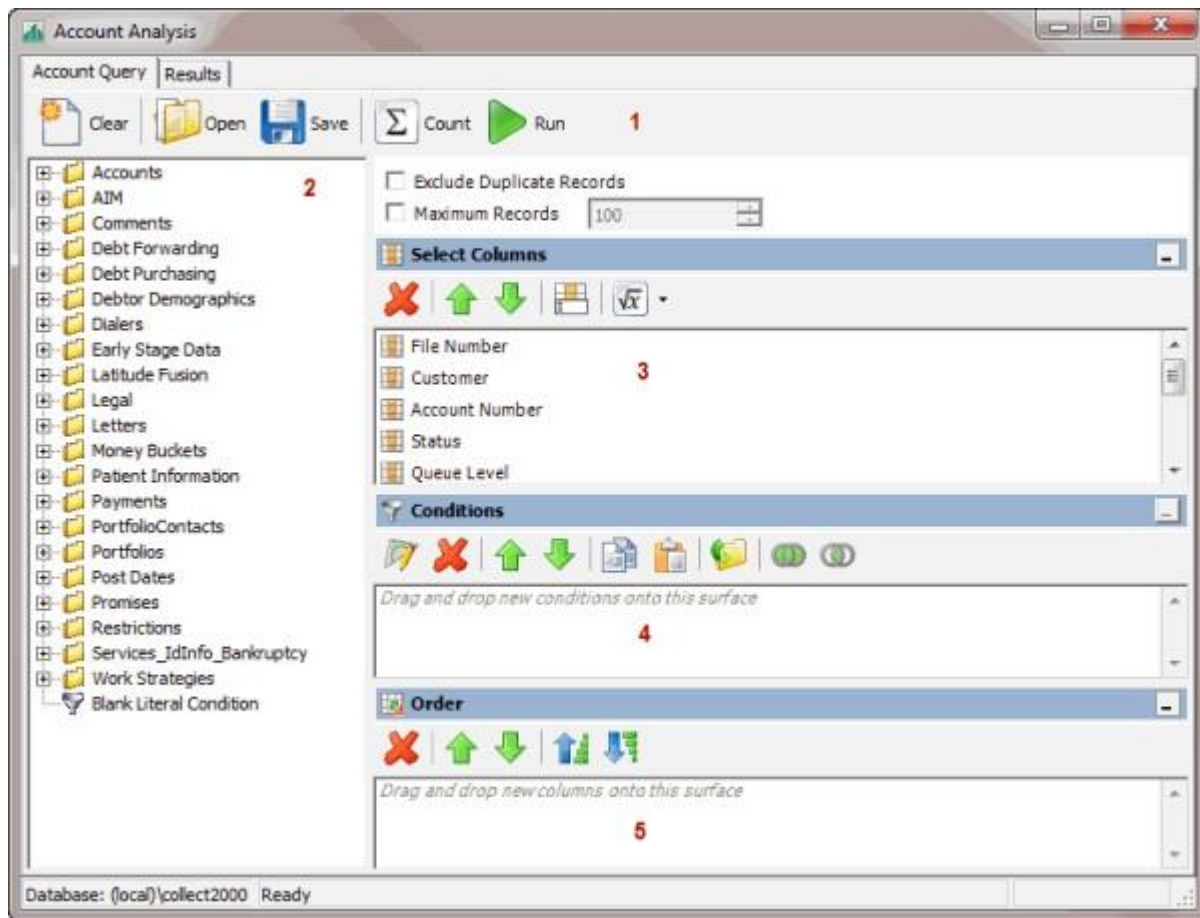 Account Analysis
Account Query
Results
Clear
Open
Save
Σ Count
Run
1
2
Accounts
AIM
Comments
Debt Forwarding
Debt Purchasing
Debtor Demographics
Dialers
Early Stage Data
Latitude Fusion
Legal
Letters
Money Buckets
Patient Information
Payments
PortfolioContacts
Portfolios
Post Dates
Promises
Restrictions
Services_IdInfo_Bankruptcy
Work Strategies
Blank Literal Condition
Exclude Duplicate Records
Maximum Records 100
Select Columns
√x
File Number
3
Customer
Account Number
Status
Queue Level
Conditions
Drag and drop new conditions onto this surface
4
Order
Drag and drop new columns onto this surface
5
Database: (local)\collect2000 Ready